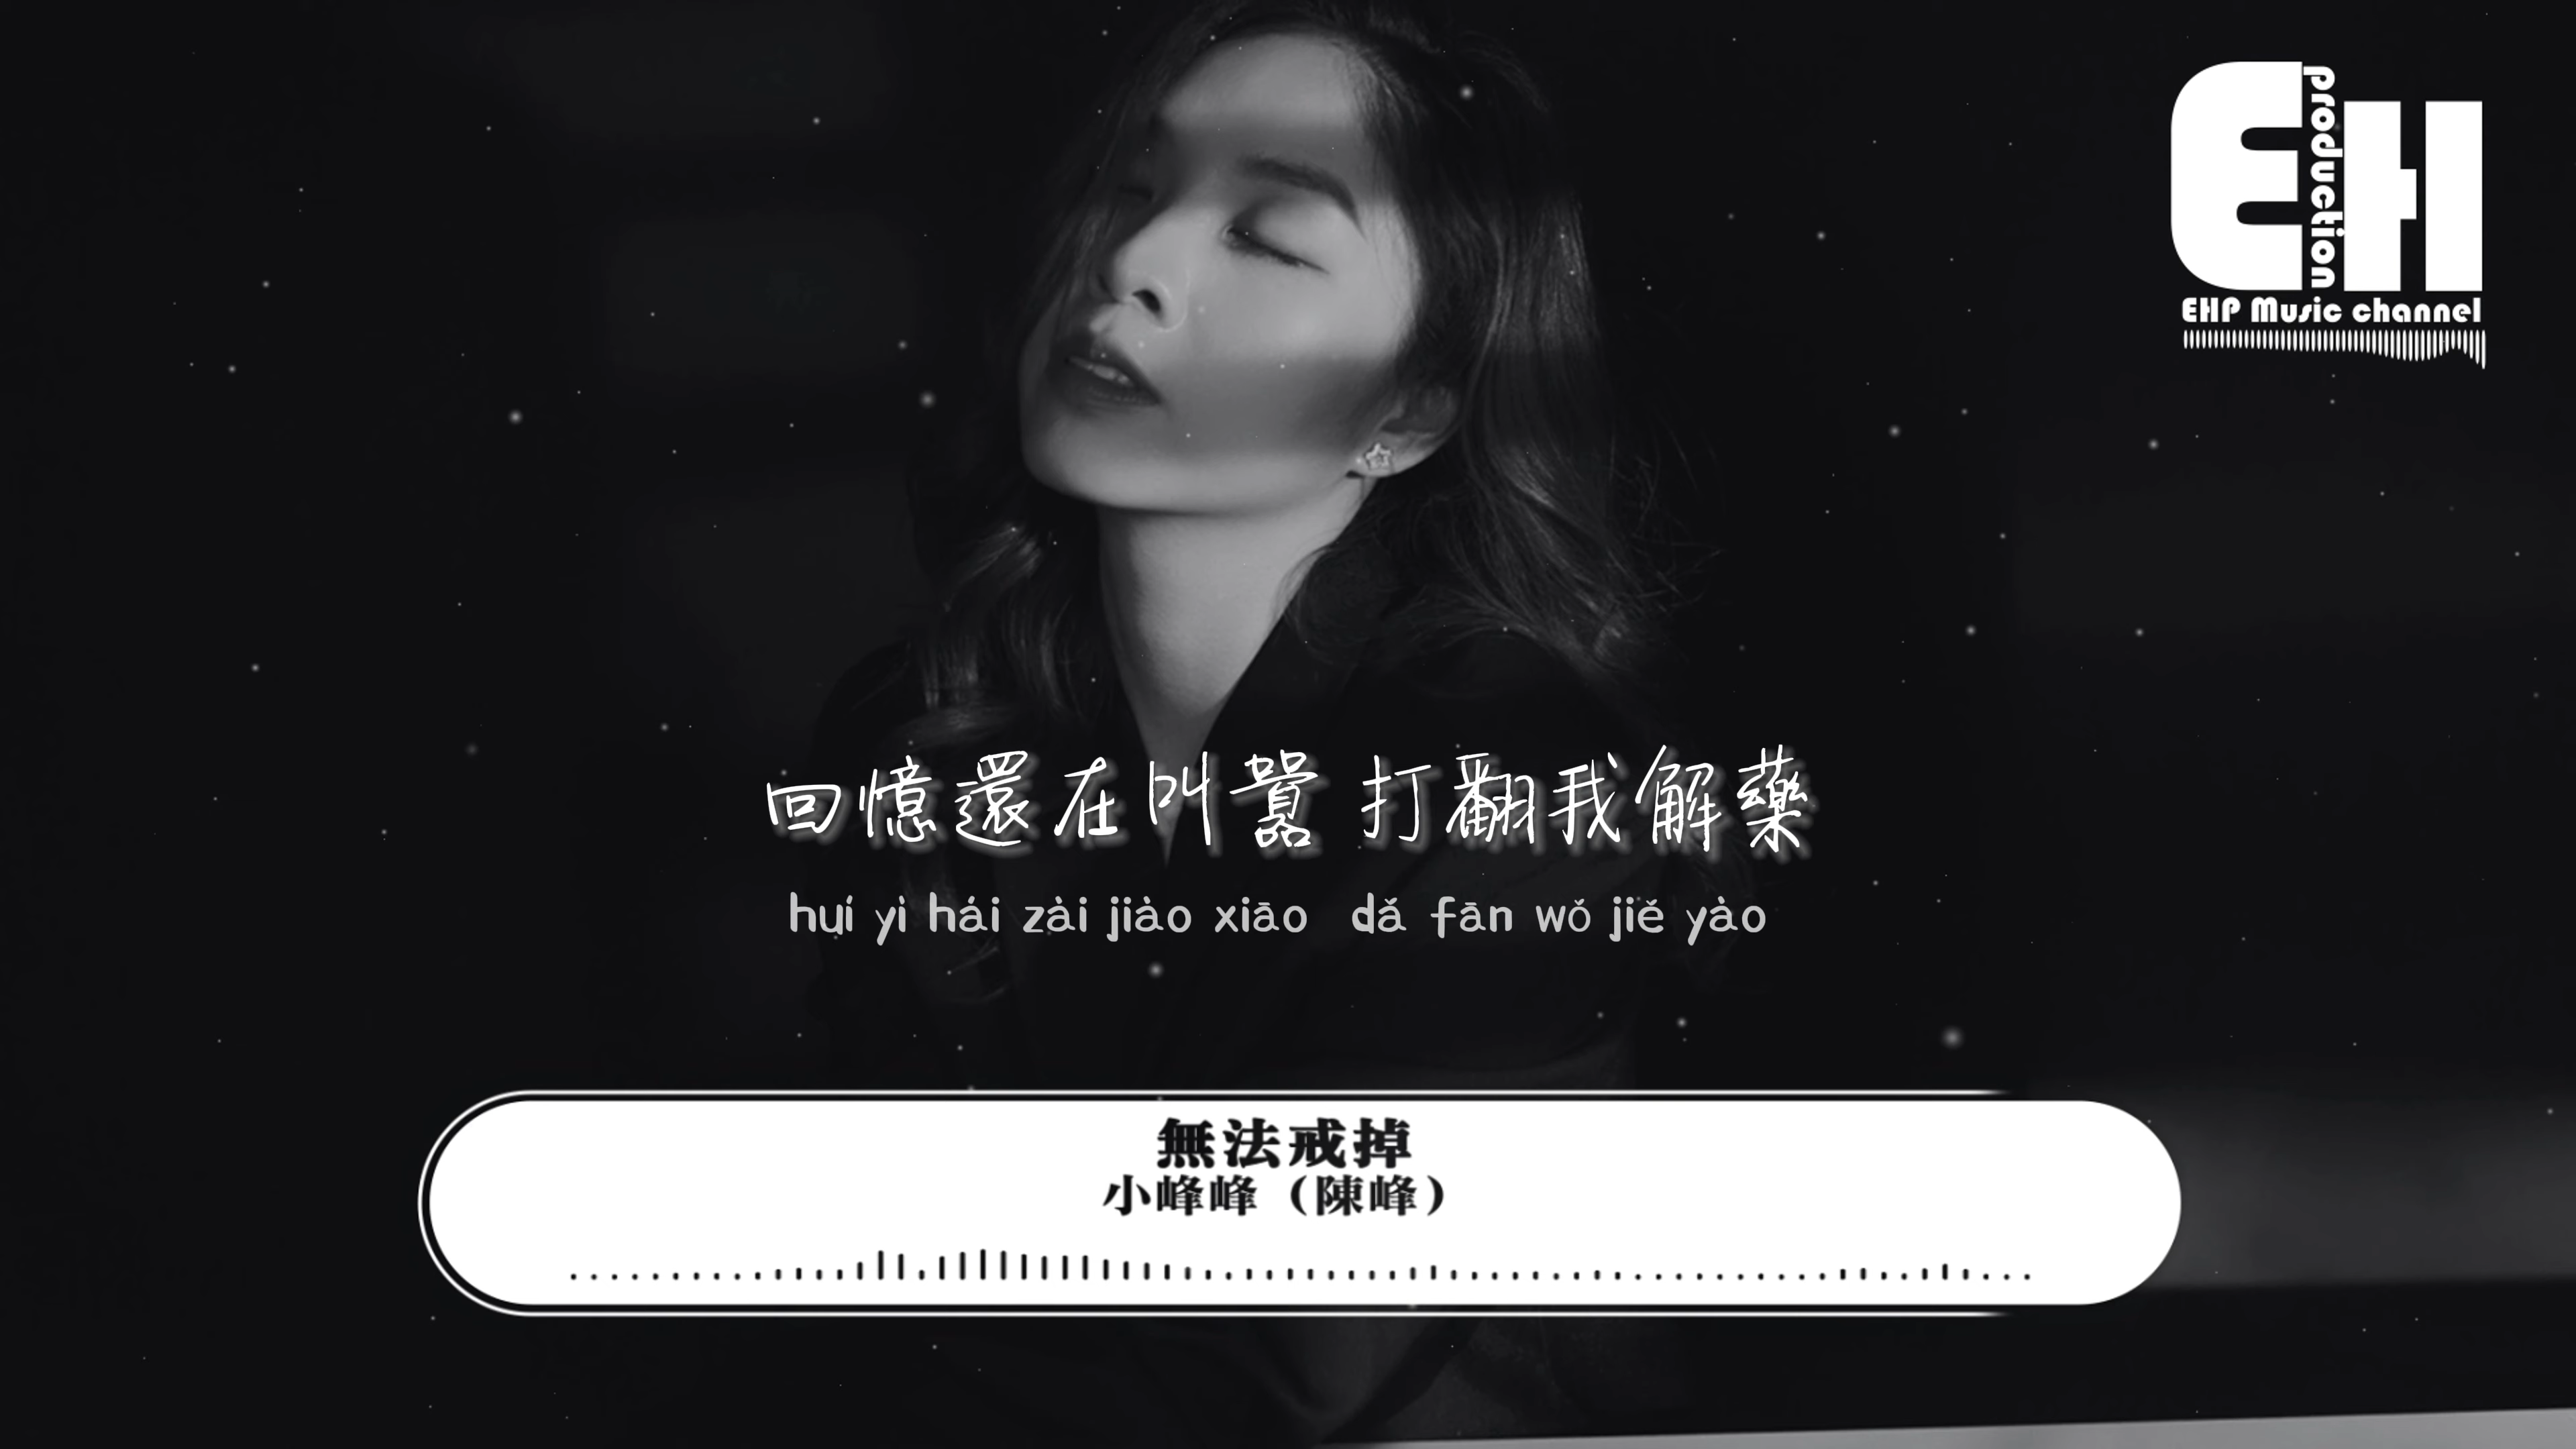 EH
production
EHP Music channel
回憶還在叫囂 打翻我解藥
huí yì hái zài jiào xiāo dǎ fān wǒ jiě yào
無法戒掉
小峰峰（陳峰）